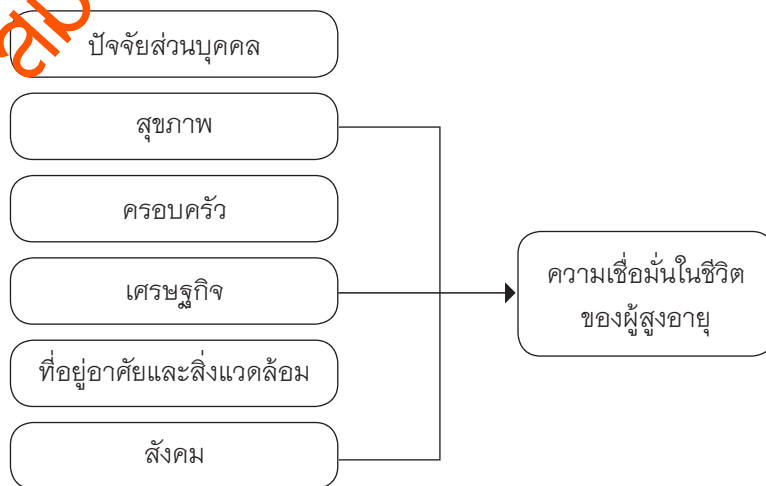 ปัจจัยส่วนบุคคล
สุขภาพ
ครอบครัว
เศรษฐกิจ
ที่อยู่อาศัยและสิ่งแวดล้อม
สังคม
ความเชื่อมั่นในชีวิต
ของผู้สูงอายุ